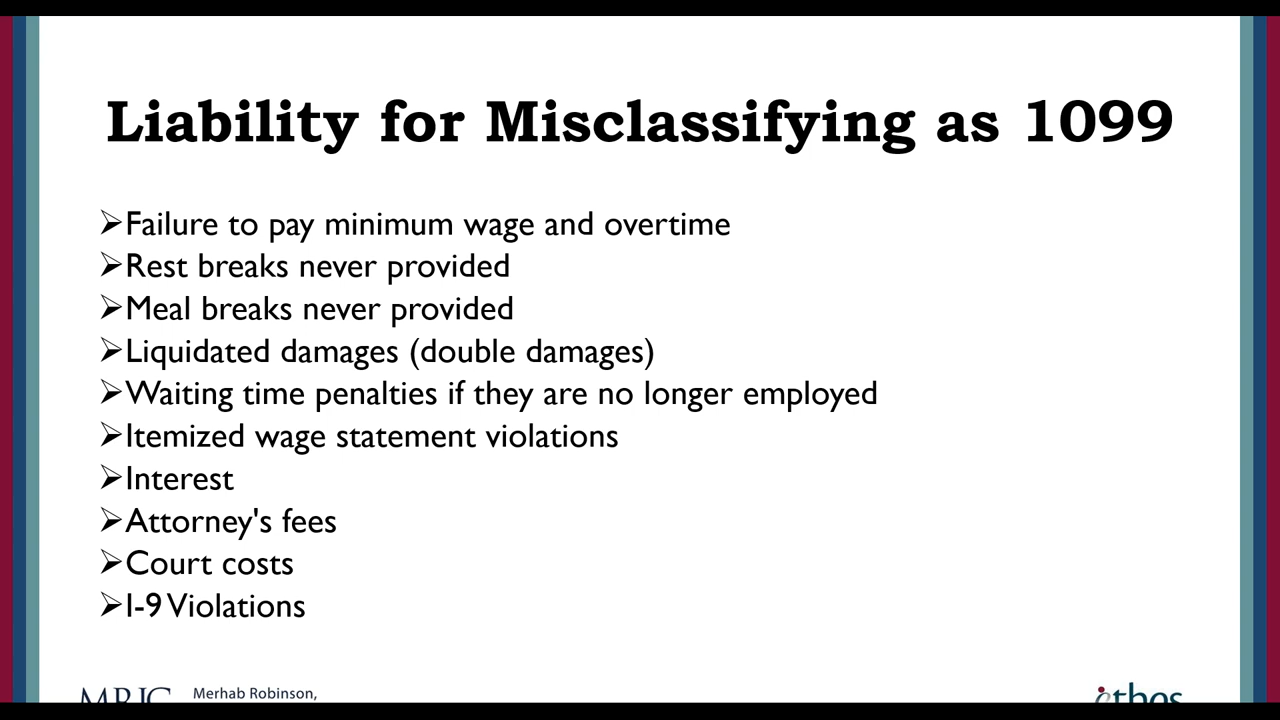 Liability for Misclassifying as 1099
➢Failure to pay minimum wage and overtime
➢Rest breaks never provided
➢Meal breaks never provided
➢Liquidated damages (double damages)
➢Waiting time penalties if they are no longer employed
➢Itemized wage statement violations
➢Interest
➢Attorney's fees
➢Court costs
➢I-9 Violations
Merhab Robinson,
ethos